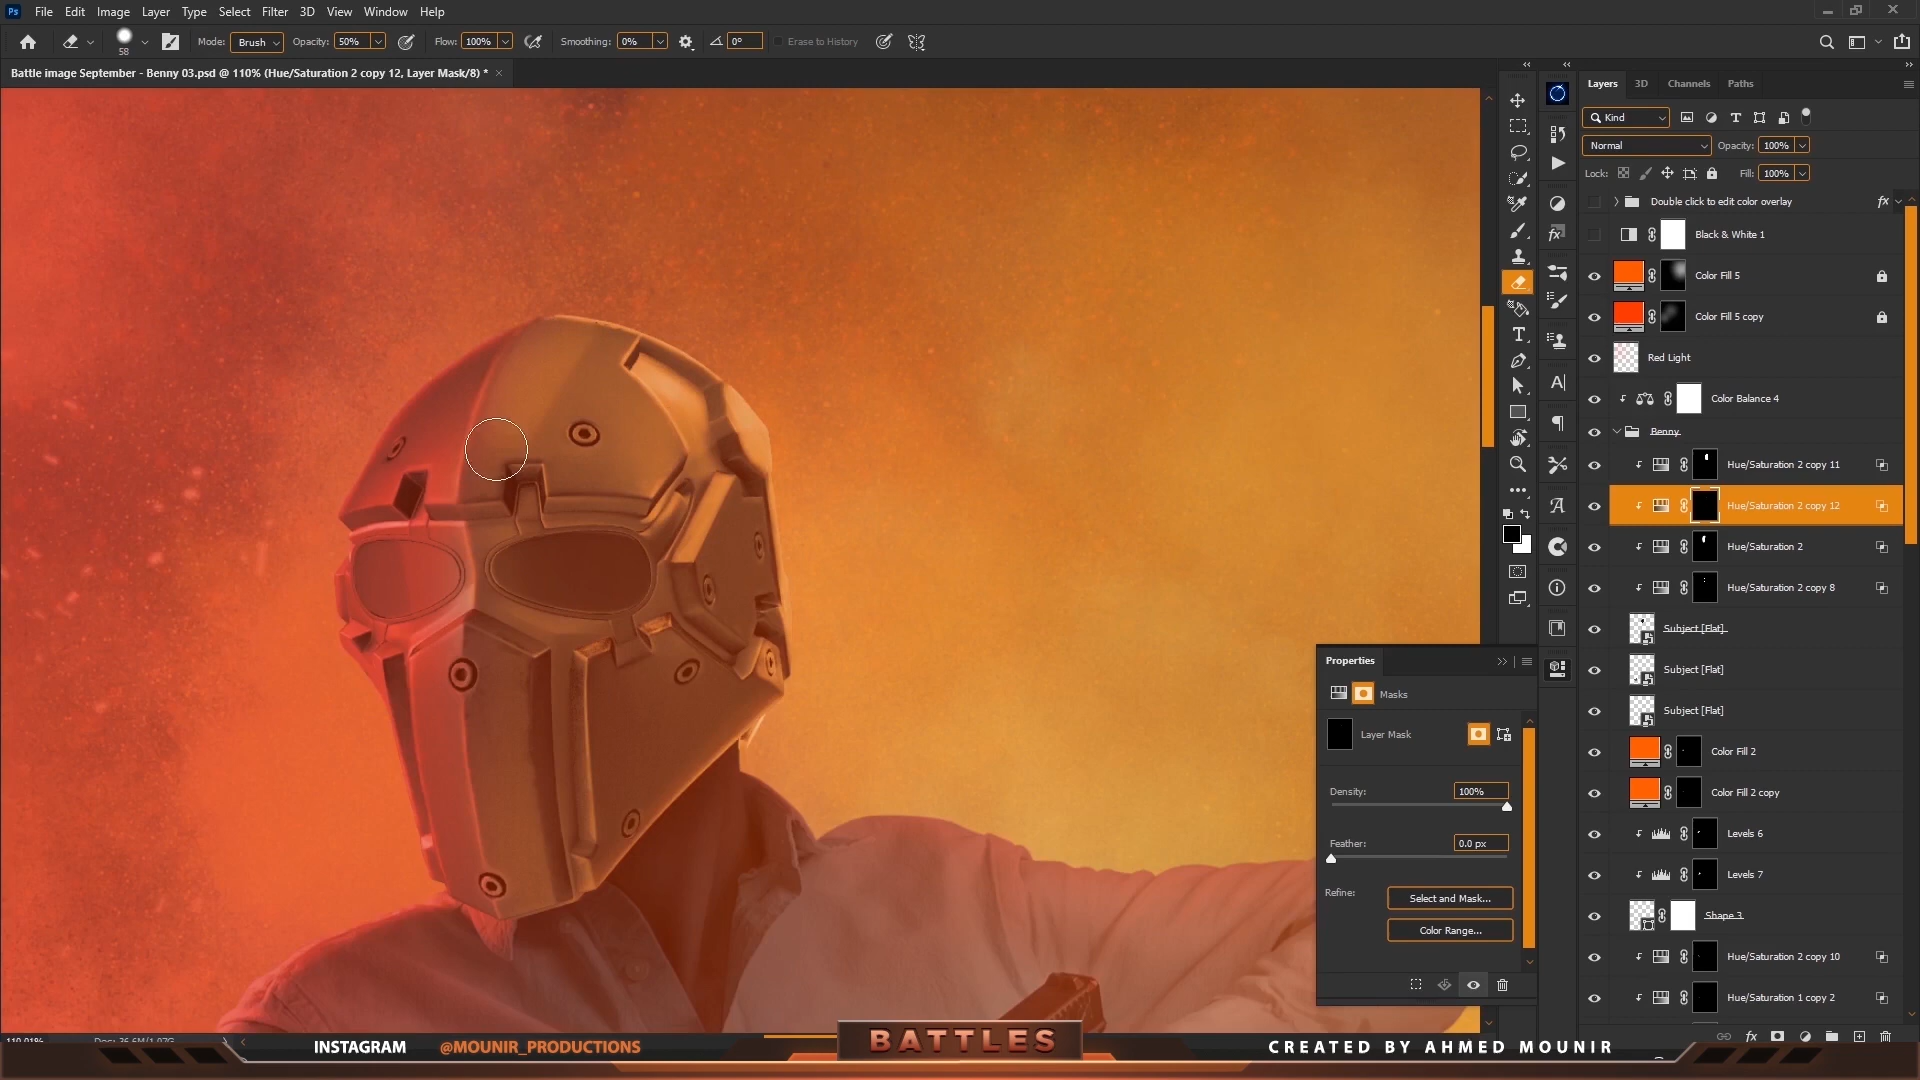 Ps File Edit Image Layer Type Select Filter 3D View Window Help
58 Mode: Brush Opacity: 50% Flow: 100% Smoothing: 0% 0° Erase to History
Battle image September - Benny 03.psd @ 110% (Hue/Saturation 2 copy 12, Layer Mask/8) * ×
Layers 3D Channels Paths
Kind
Normal Opacity: 100%
Lock: Fill: 100%
Double click to edit color overlay fx
Black & White 1
Color Fill 5
Color Fill 5 copy
Red Light
Color Balance 4
Benny
Hue/Saturation 2 copy 11
Hue/Saturation 2 copy 12
Hue/Saturation 2
Hue/Saturation 2 copy 8
Subject [Flat]
Subject [Flat]
Subject [Flat]
Color Fill 2
Color Fill 2 copy
Levels 6
Levels 7
Shape 3
Hue/Saturation 2 copy 10
Hue/Saturation 1 copy 2
Properties
Masks
Layer Mask
Density: 100%
Feather: 0.0 px
Refine: Select and Mask...
Color Range...
INSTAGRAM @MOUNIR_PRODUCTIONS
BATTLES
CREATED BY AHMED MOUNIR